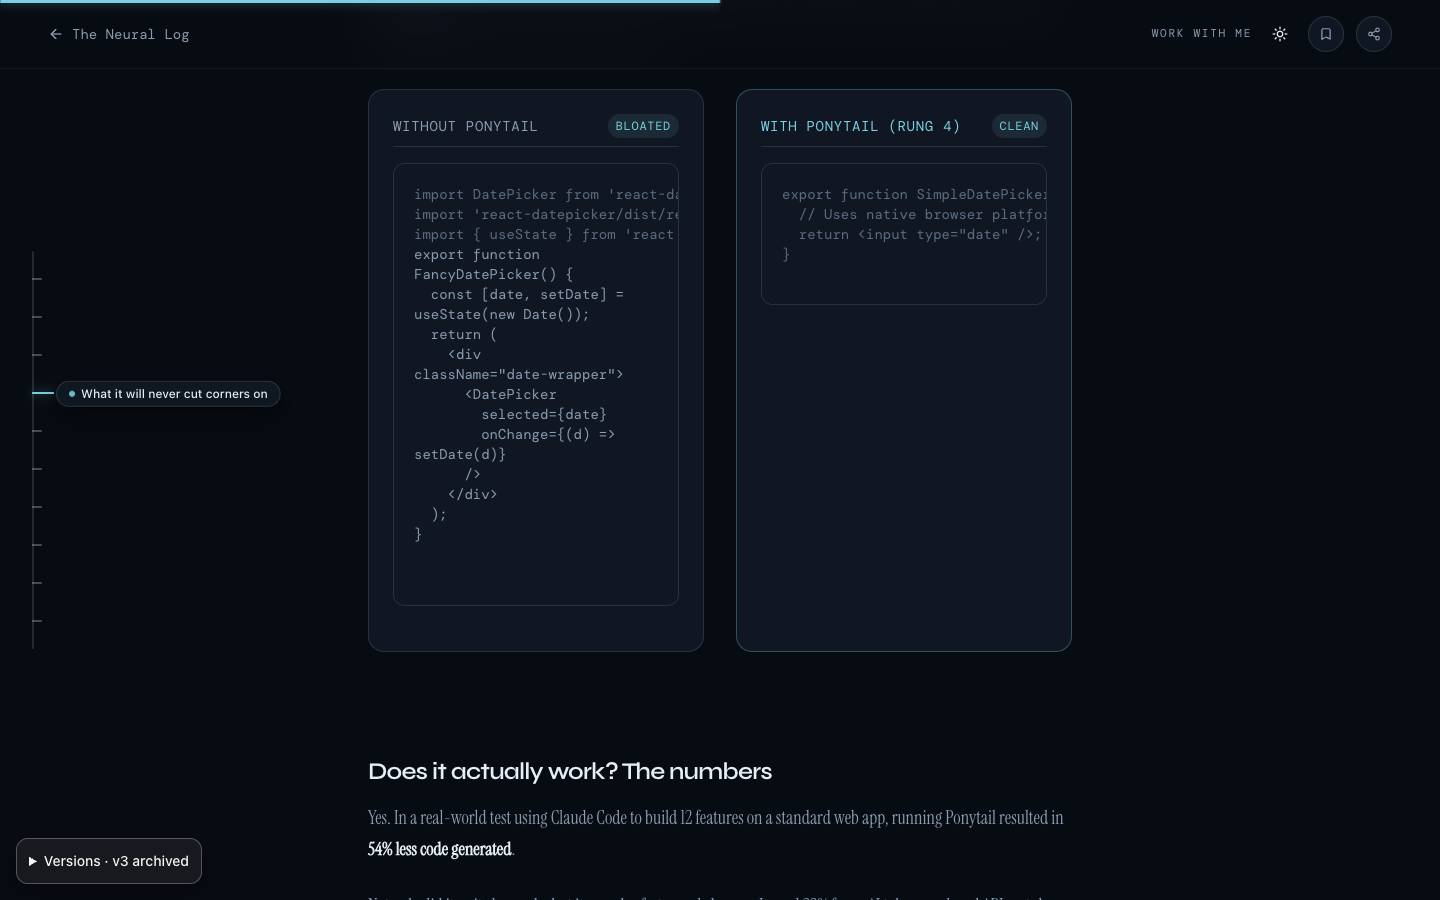 The Neural Log
WORK WITH ME
WITHOUT PONYTAIL
BLOATED
import DatePicker from 'react-da
import 'react-datepicker/dist/re
import { useState } from 'react
export function
FancyDatePicker() {
const [date, setDate] =
useState(new Date());
return (
<div
className="date-wrapper">
<DatePicker
selected={date}
onChange={(d) =>
setDate(d)}
/>
</div>
);
}
WITH PONYTAIL (RUNG 4)
CLEAN
export function SimpleDatePicker
// Uses native browser platfor
return <input type="date" />;
}
What it will never cut corners on
Does it actually work? The numbers
Yes. In a real-world test using Claude Code to build 12 features on a standard web app, running Ponytail resulted in
54% less code generated.
Versions · v3 archived